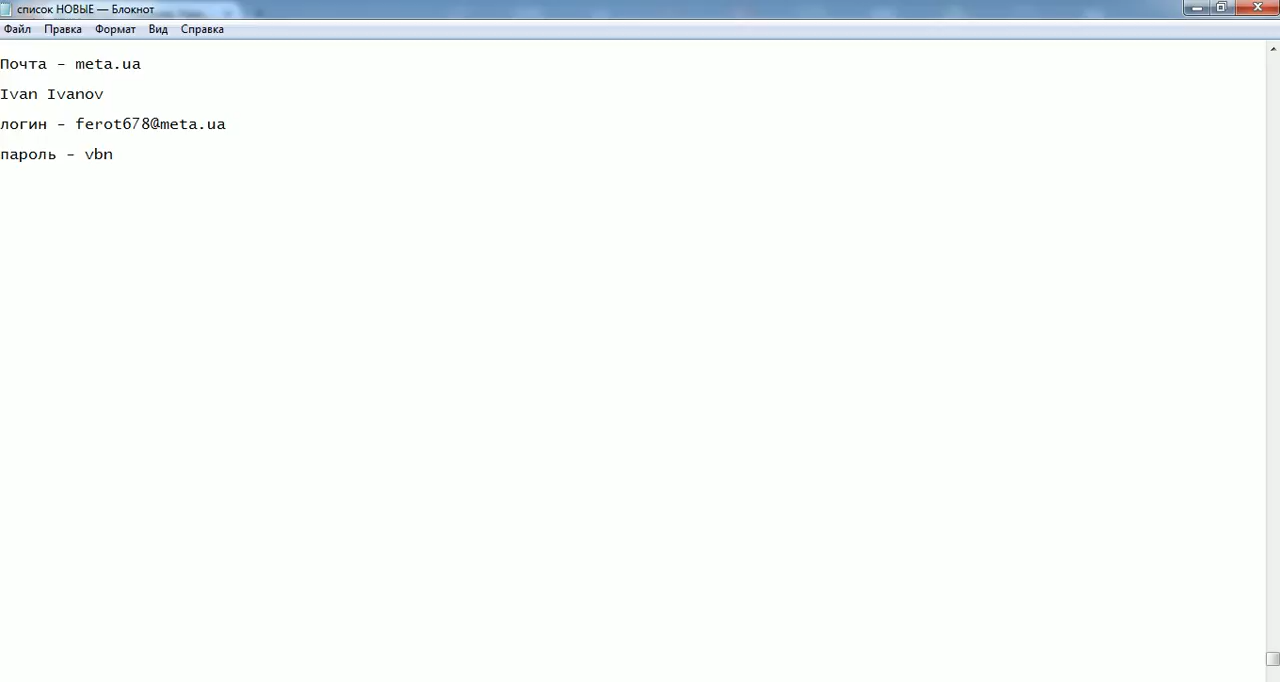 список НОВЫЕ — Блокнот
Файл Правка Формат Вид Справка
Почта - meta.ua
Ivan Ivanov
логин - ferot678@meta.ua
пароль - vbn